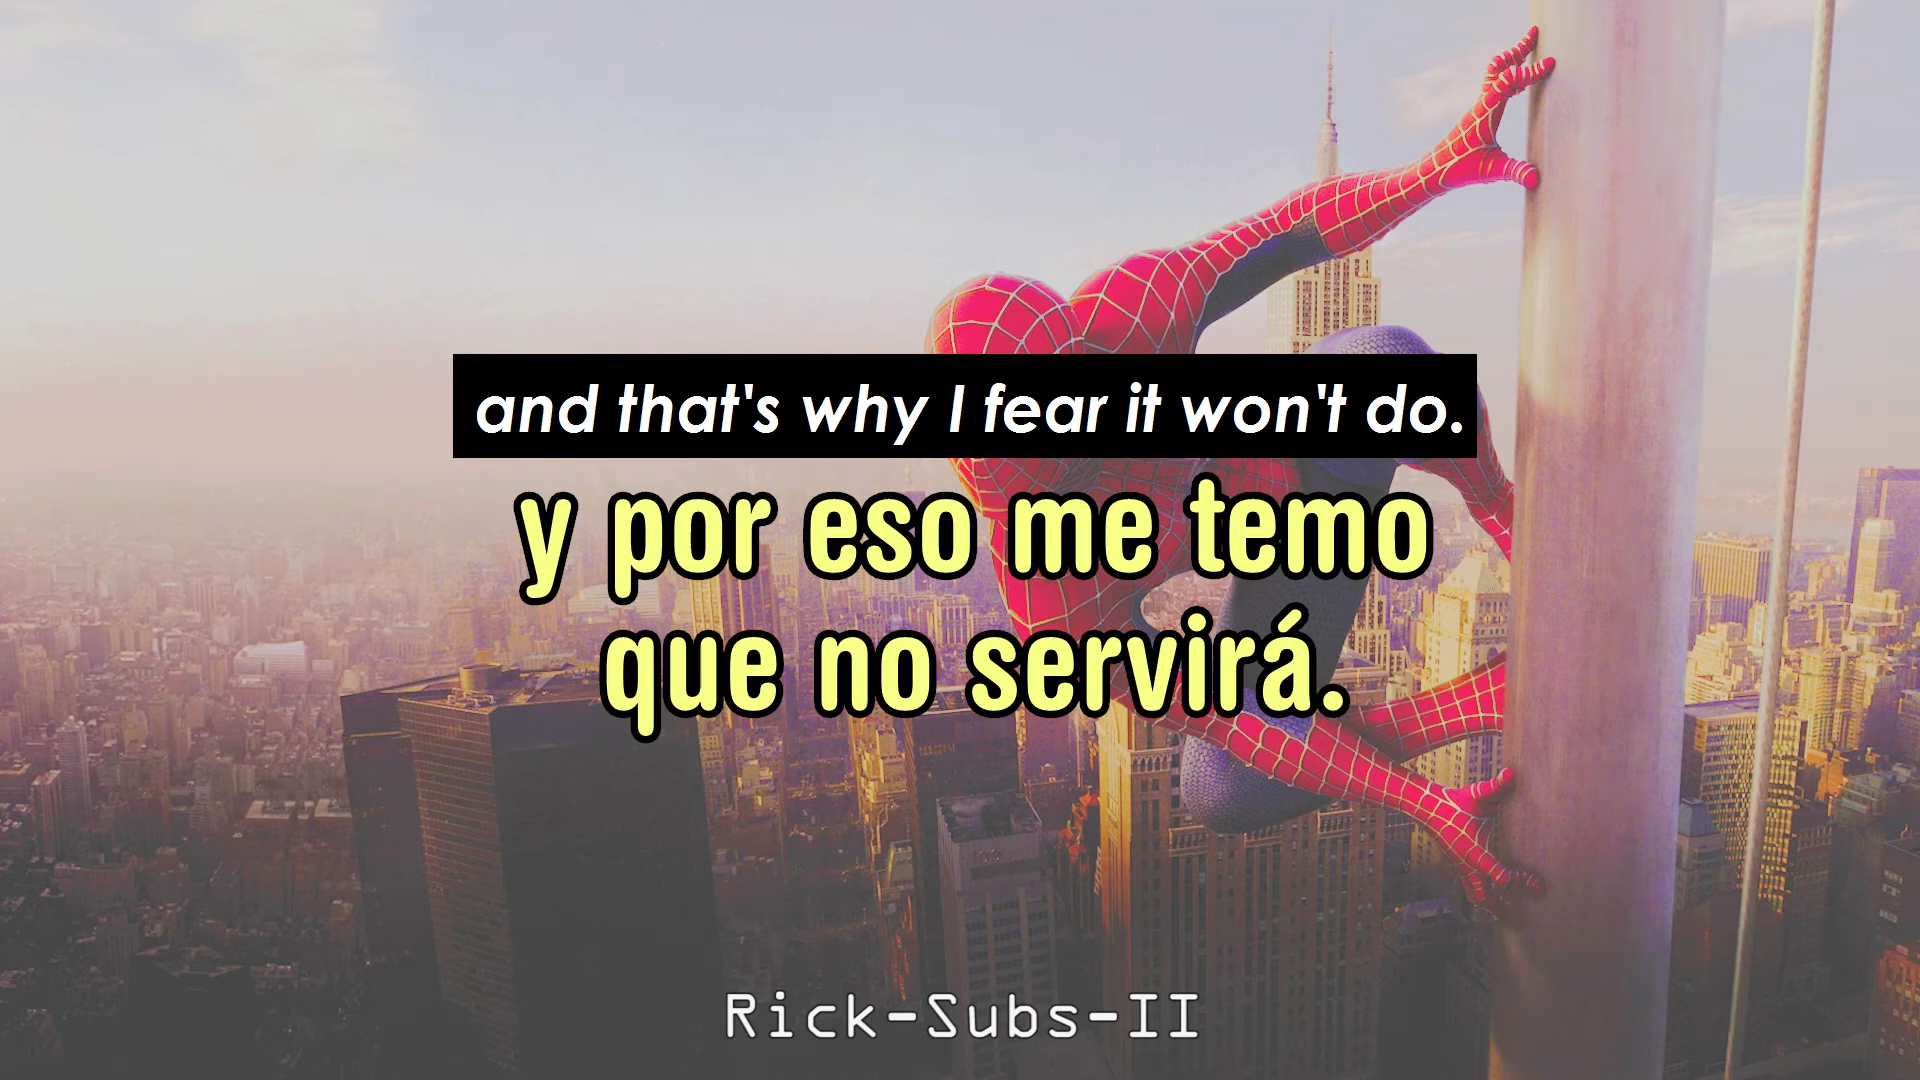 and that's why I fear it won't do.
y por eso me temo
que no servirá.
Rick-Subs-II